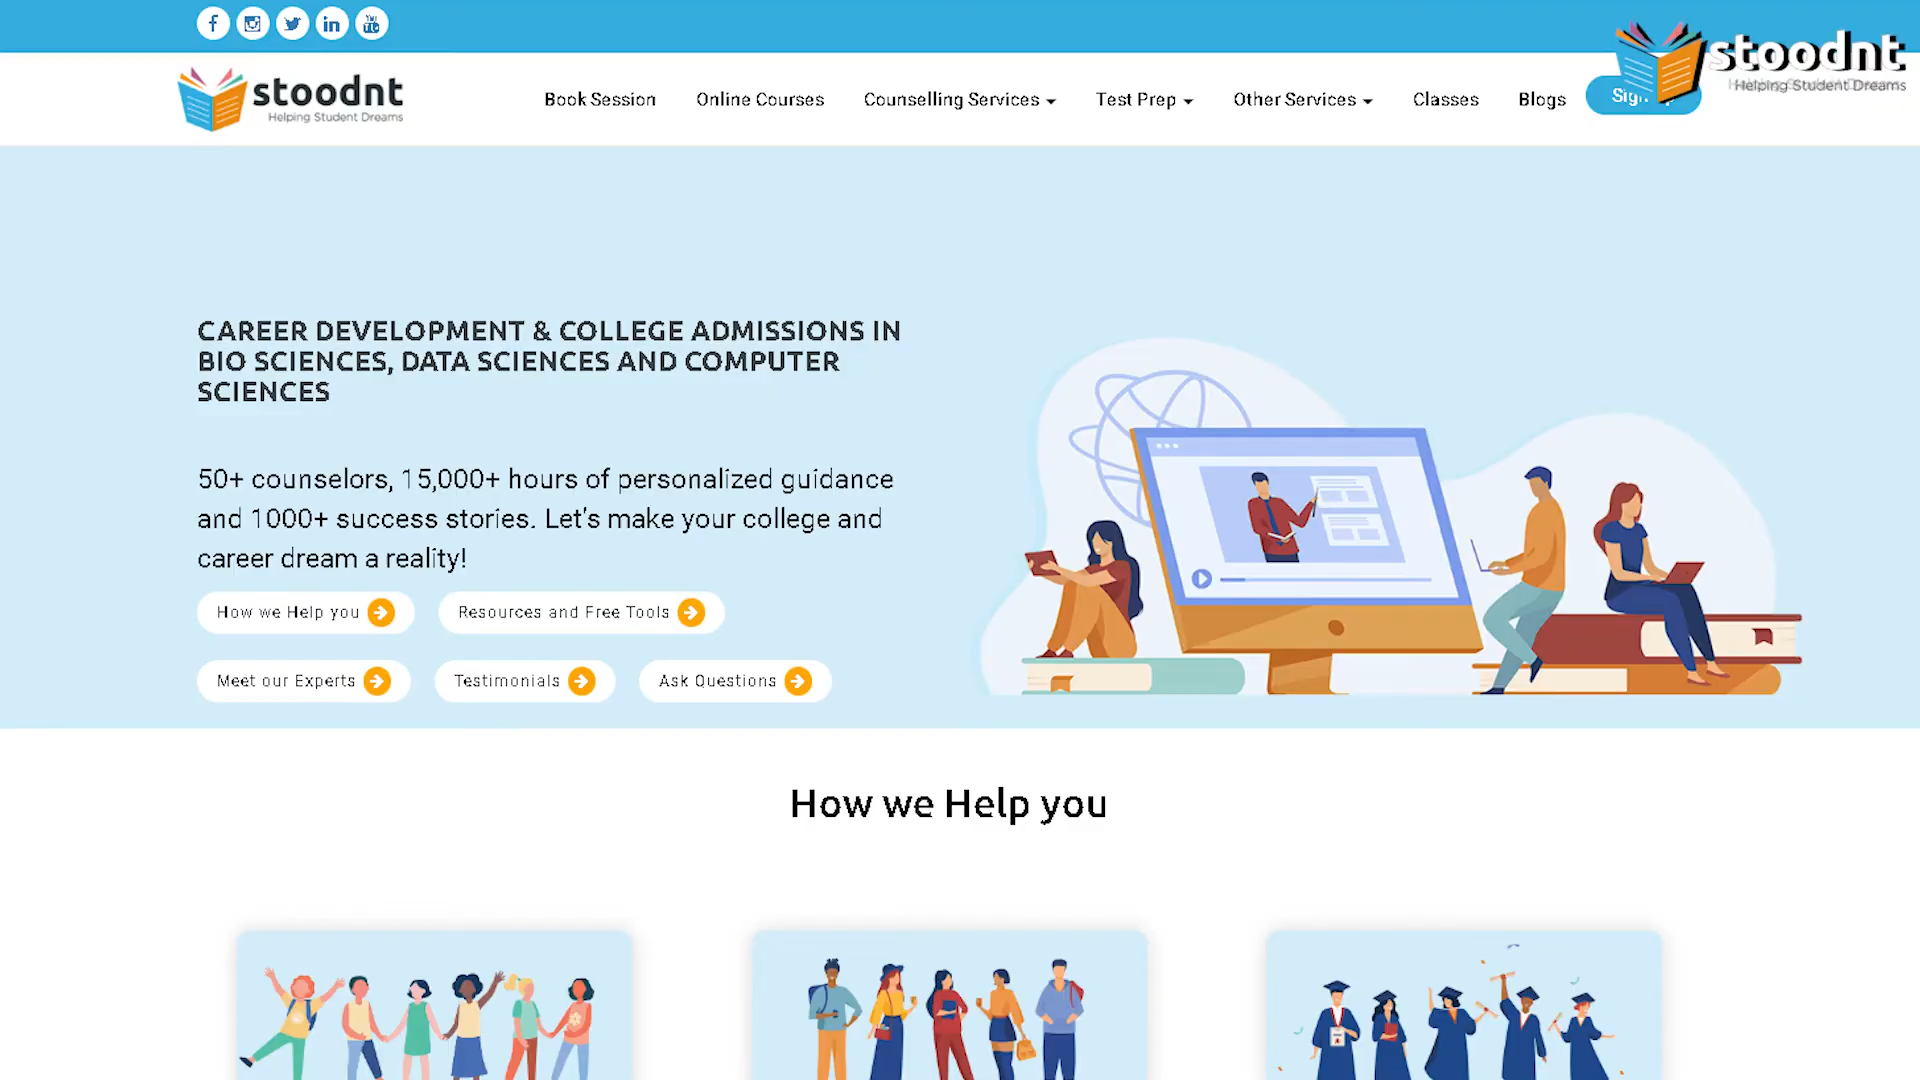 stoodnt
Helping Student Dreams
stoodnt
Helping Student Dreams
Book Session
Online Courses
Counselling Services
Test Prep
Other Services
Classes
Blogs
CAREER DEVELOPMENT & COLLEGE ADMISSIONS IN
BIO SCIENCES, DATA SCIENCES AND COMPUTER
SCIENCES
50+ counselors, 15,000+ hours of personalized guidance
and 1000+ success stories. Let's make your college and
career dream a reality!
How we Help you
Resources and Free Tools
Meet our Experts
Testimonials
Ask Questions
How we Help you